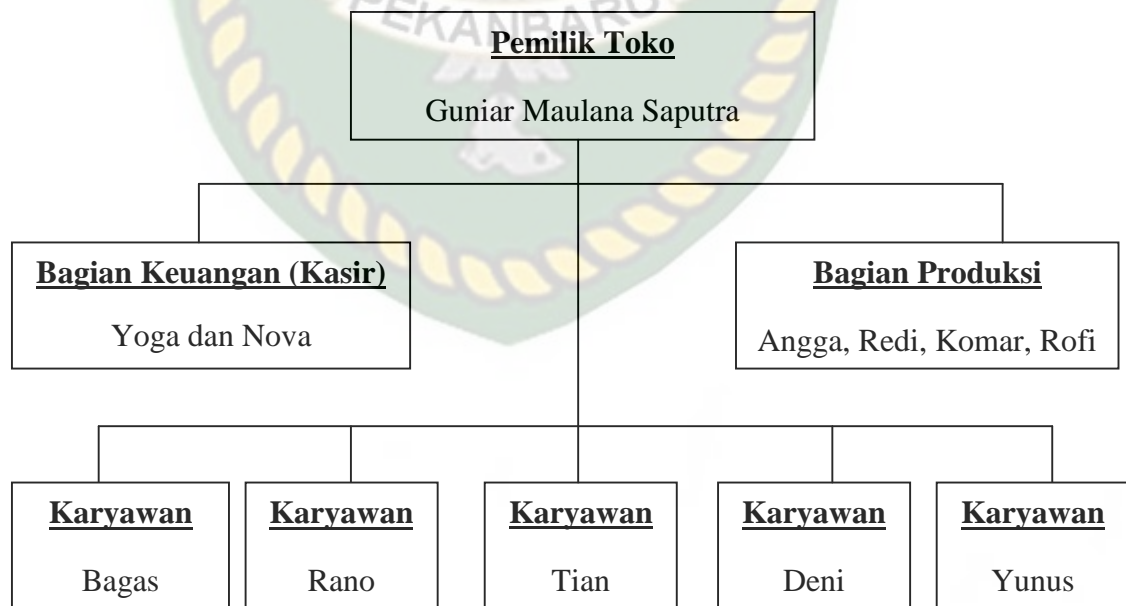 PEKANBARU
Pemilik Toko
Guniar Maulana Saputra
Bagian Keuangan (Kasir)
Yoga dan Nova
Bagian Produksi
Angga, Redi, Komar, Rofi
Karyawan
Bagas
Karyawan
Rano
Karyawan
Tian
Karyawan
Deni
Karyawan
Yunus